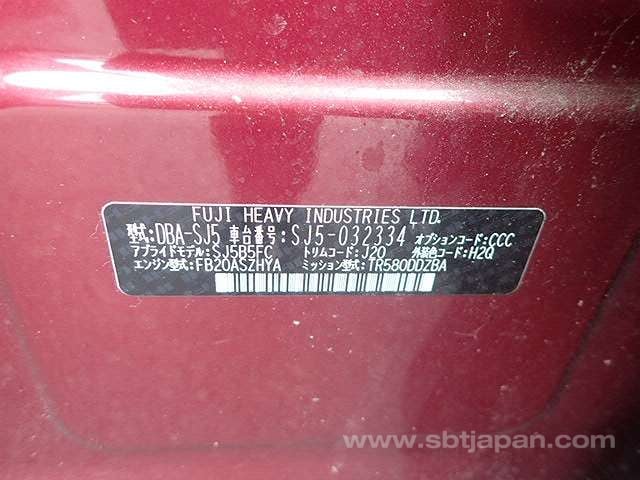 FUJI HEAVY INDUSTRIES LTD.
型式:DBA-SJ5 車台番号:SJ5-032334 オプションコード:CCC
アプライドモデル:SJ5B5FC トリムコード:J20 外装色コード:H2Q
エンジン型式:FB20ASZHYA ミッション型式:TR580DDZBA
www.sbtjapan.com